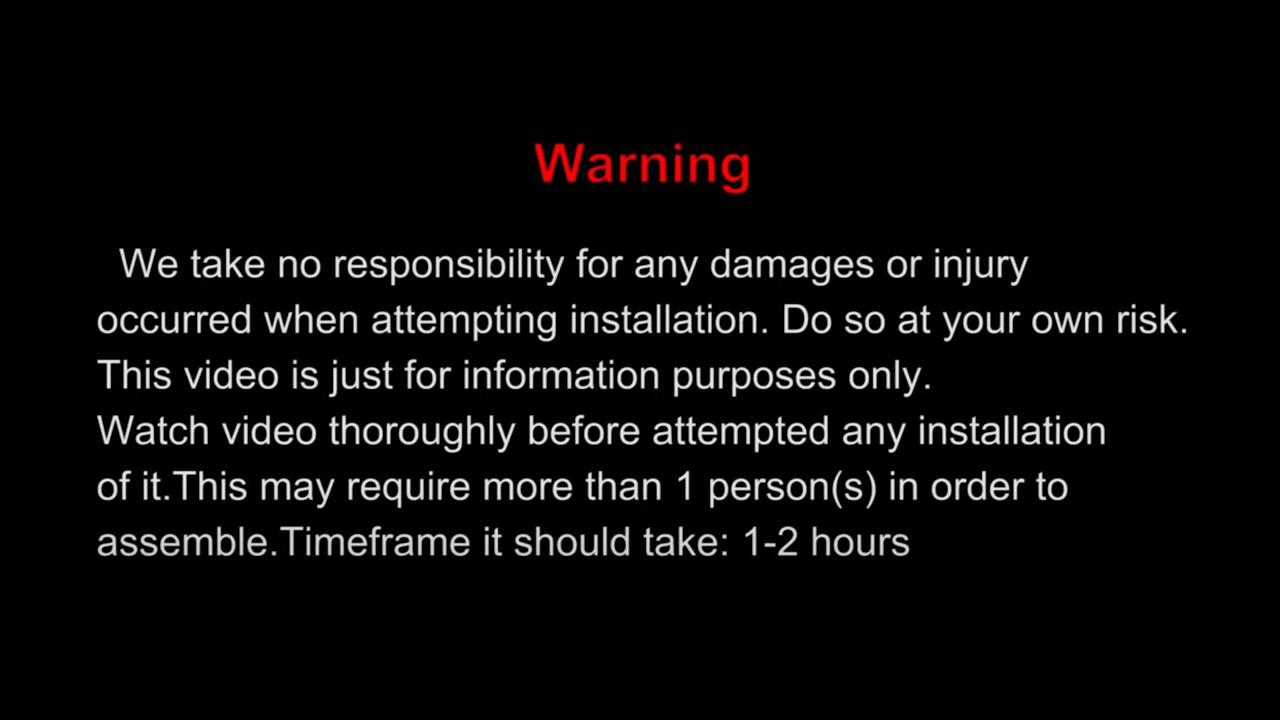 Warning
We take no responsibility for any damages or injury
occurred when attempting installation. Do so at your own risk.
This video is just for information purposes only.
Watch video thoroughly before attempted any installation
of it.This may require more than 1 person(s) in order to
assemble.Timeframe it should take: 1-2 hours